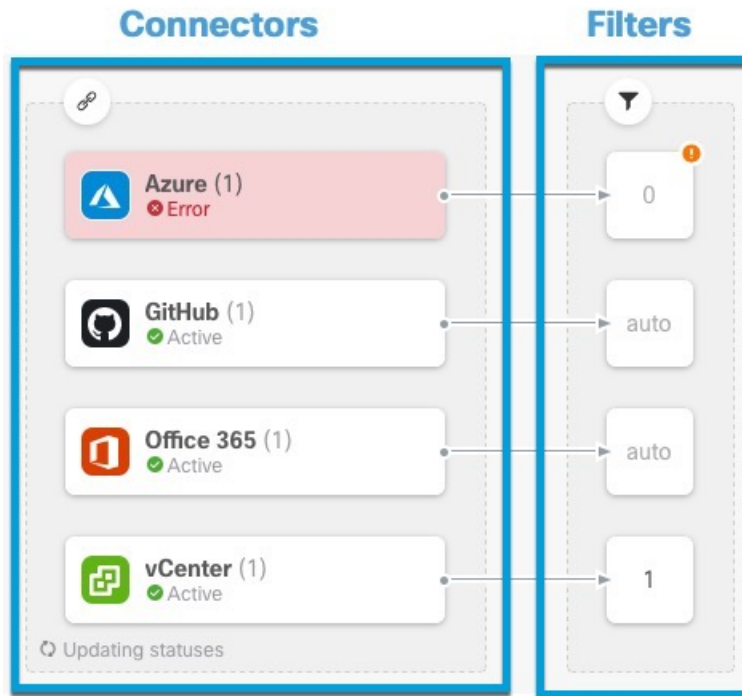 Connectors
Filters
Azure (1)
Error
0
GitHub (1)
Active
auto
Office 365 (1)
Active
auto
vCenter (1)
Active
1
Updating statuses